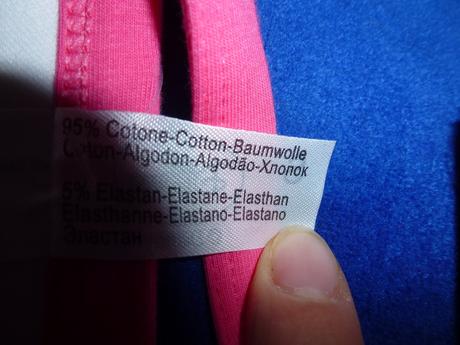 95% Cotone-Cotton-Baumwolle
Coton-Algodon-Algodão-Хлопок
5% Elastan-Elastane-Elasthan
Elasthanne-Elastano-Elastano
Эластан